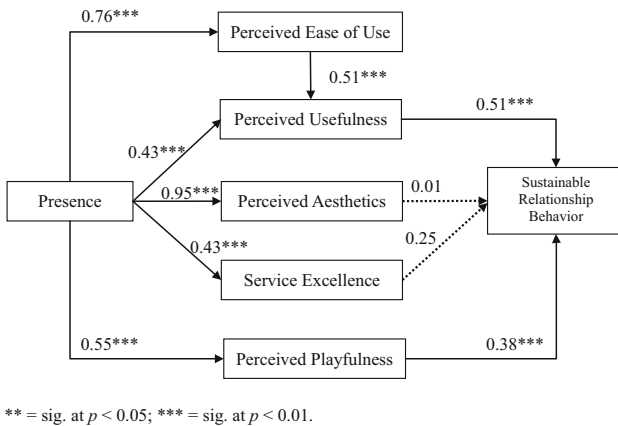 0.76***
Perceived Ease of Use
0.51***
Perceived Usefulness
0.51***
0.43***
Presence
0.95***
Perceived Aesthetics
0.01
Sustainable
Relationship
Behavior
0.25
0.43***
Service Excellence
0.55***
Perceived Playfulness
0.38***
** = sig. at p < 0.05; *** = sig. at p < 0.01.